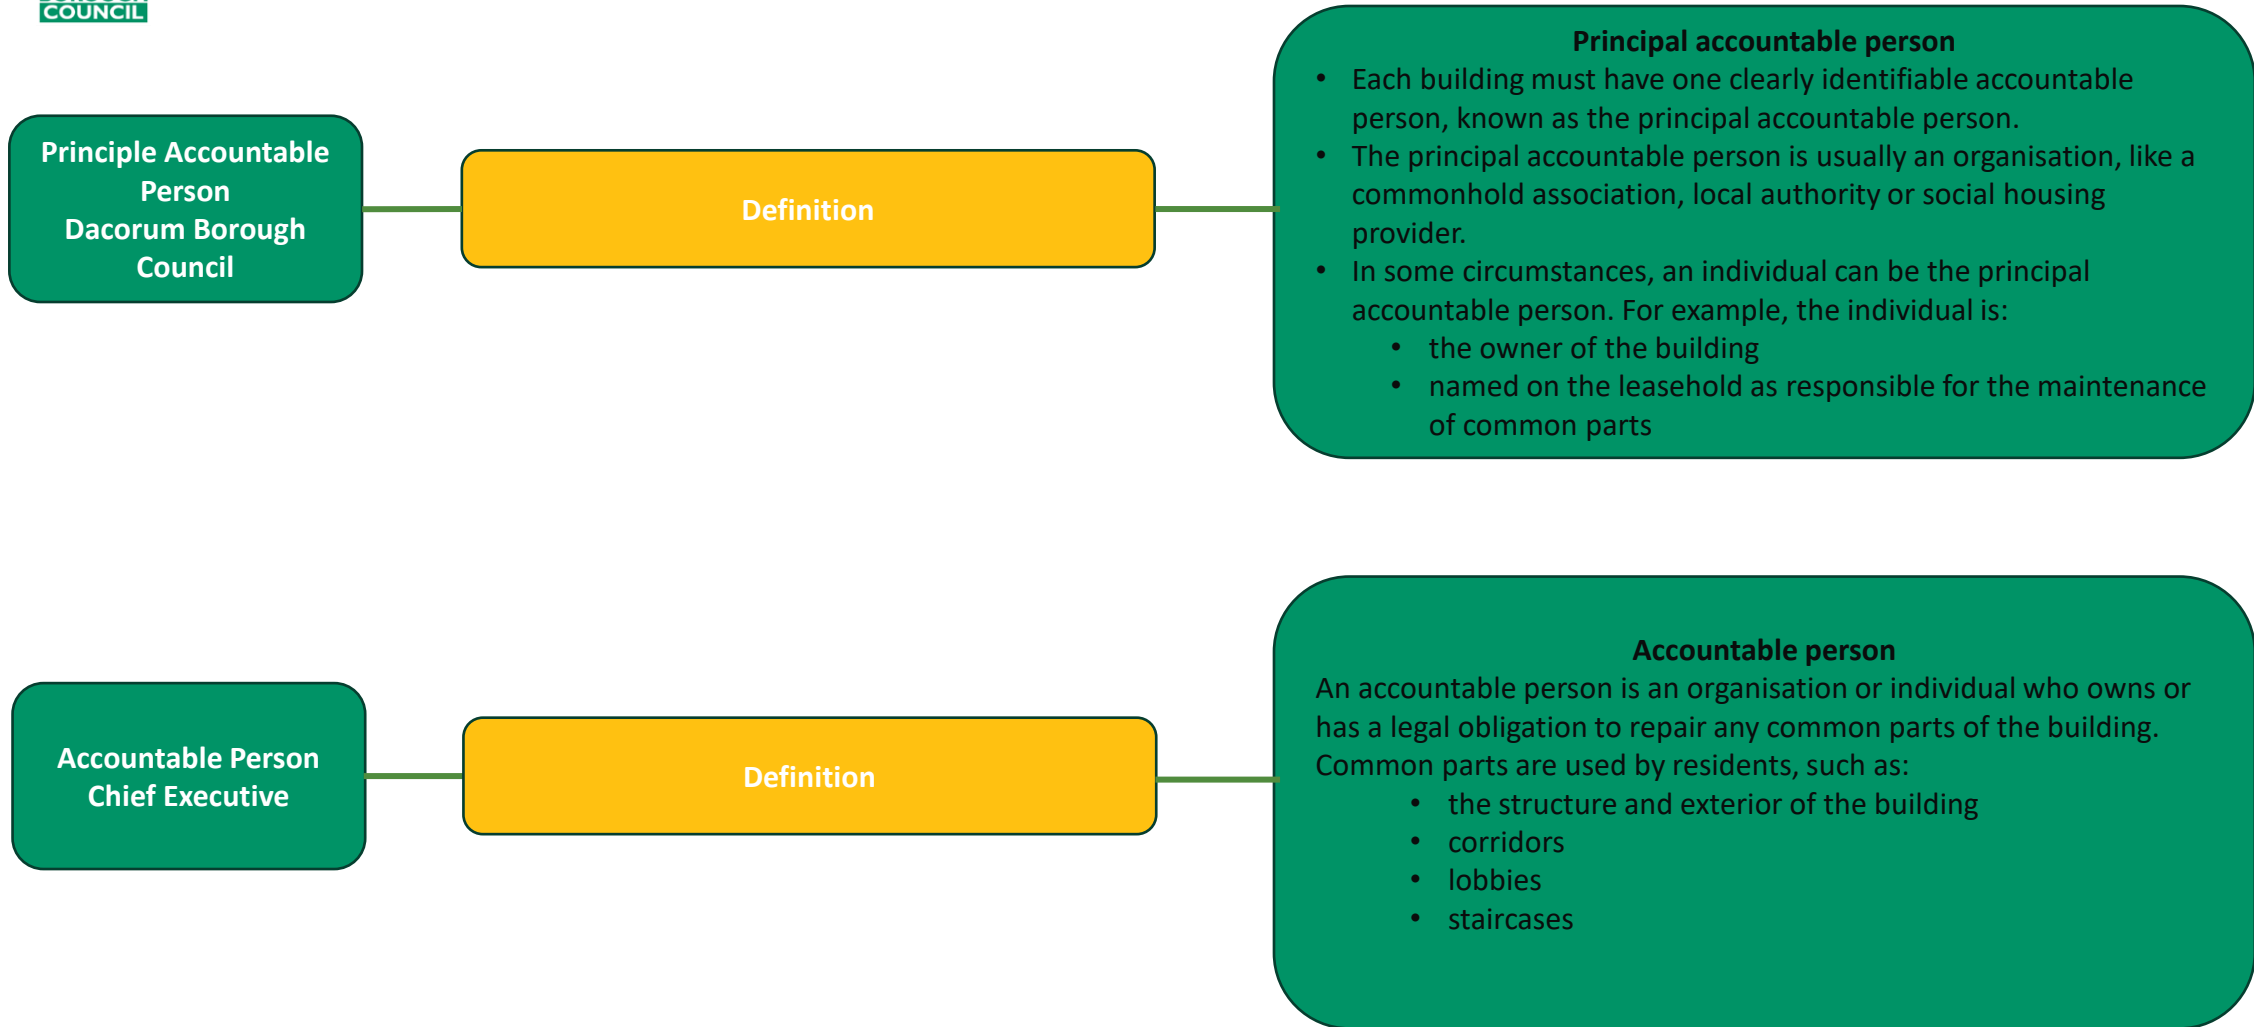 COUNCIL
Principle Accountable
Person
Dacorum Borough
Council
Definition
Principal accountable person
• Each building must have one clearly identifiable accountable
person, known as the principal accountable person.
• The principal accountable person is usually an organisation, like a
commonhold association, local authority or social housing
provider.
• In some circumstances, an individual can be the principal
accountable person. For example, the individual is:
• the owner of the building
• named on the leasehold as responsible for the maintenance
of common parts
Accountable Person
Chief Executive
Definition
Accountable person
An accountable person is an organisation or individual who owns or
has a legal obligation to repair any common parts of the building.
Common parts are used by residents, such as:
• the structure and exterior of the building
• corridors
• lobbies
• staircases